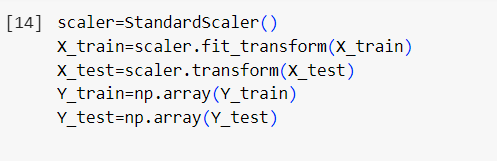 [14] scaler=StandardScaler()
X_train=scaler.fit_transform(X_train)
X_test=scaler.transform(X_test)
Y_train=np.array(Y_train)
Y_test=np.array(Y_test)